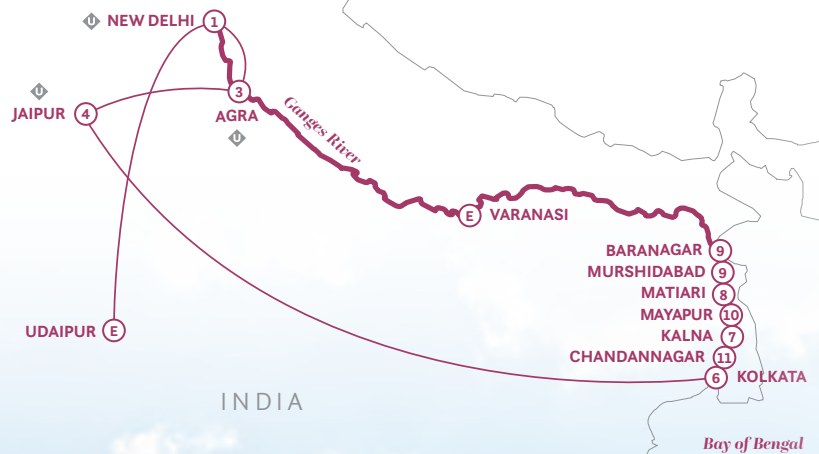 U NEW DELHI 1
U
JAIPUR 4
3
AGRA
U
Ganges River
E VARANASI
BARANAGAR 9
MURSHIDABAD 9
MATIARI 8
MAYAPUR 10
KALNA 7
CHANDANNAGAR 11
6 KOLKATA
UDAIPUR E
INDIA
Bay of Bengal